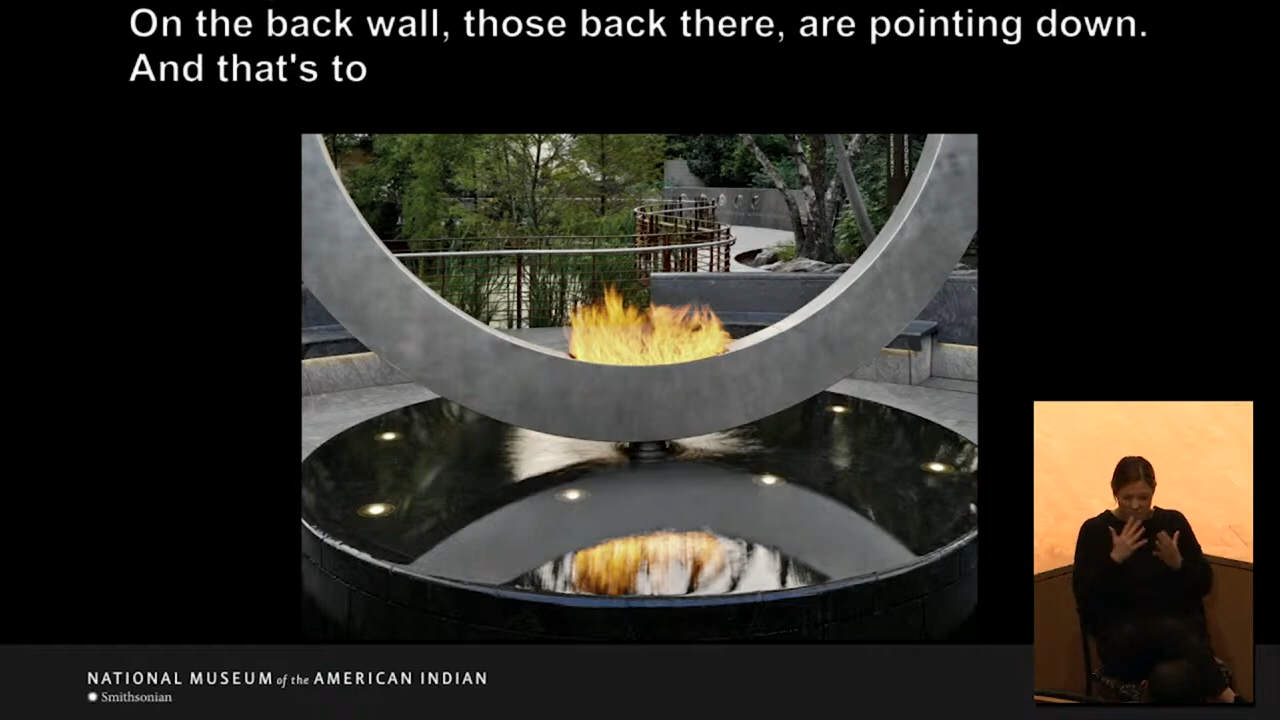 On the back wall, those back there, are pointing down.
And that's to
NATIONAL MUSEUM of the AMERICAN INDIAN
Smithsonian